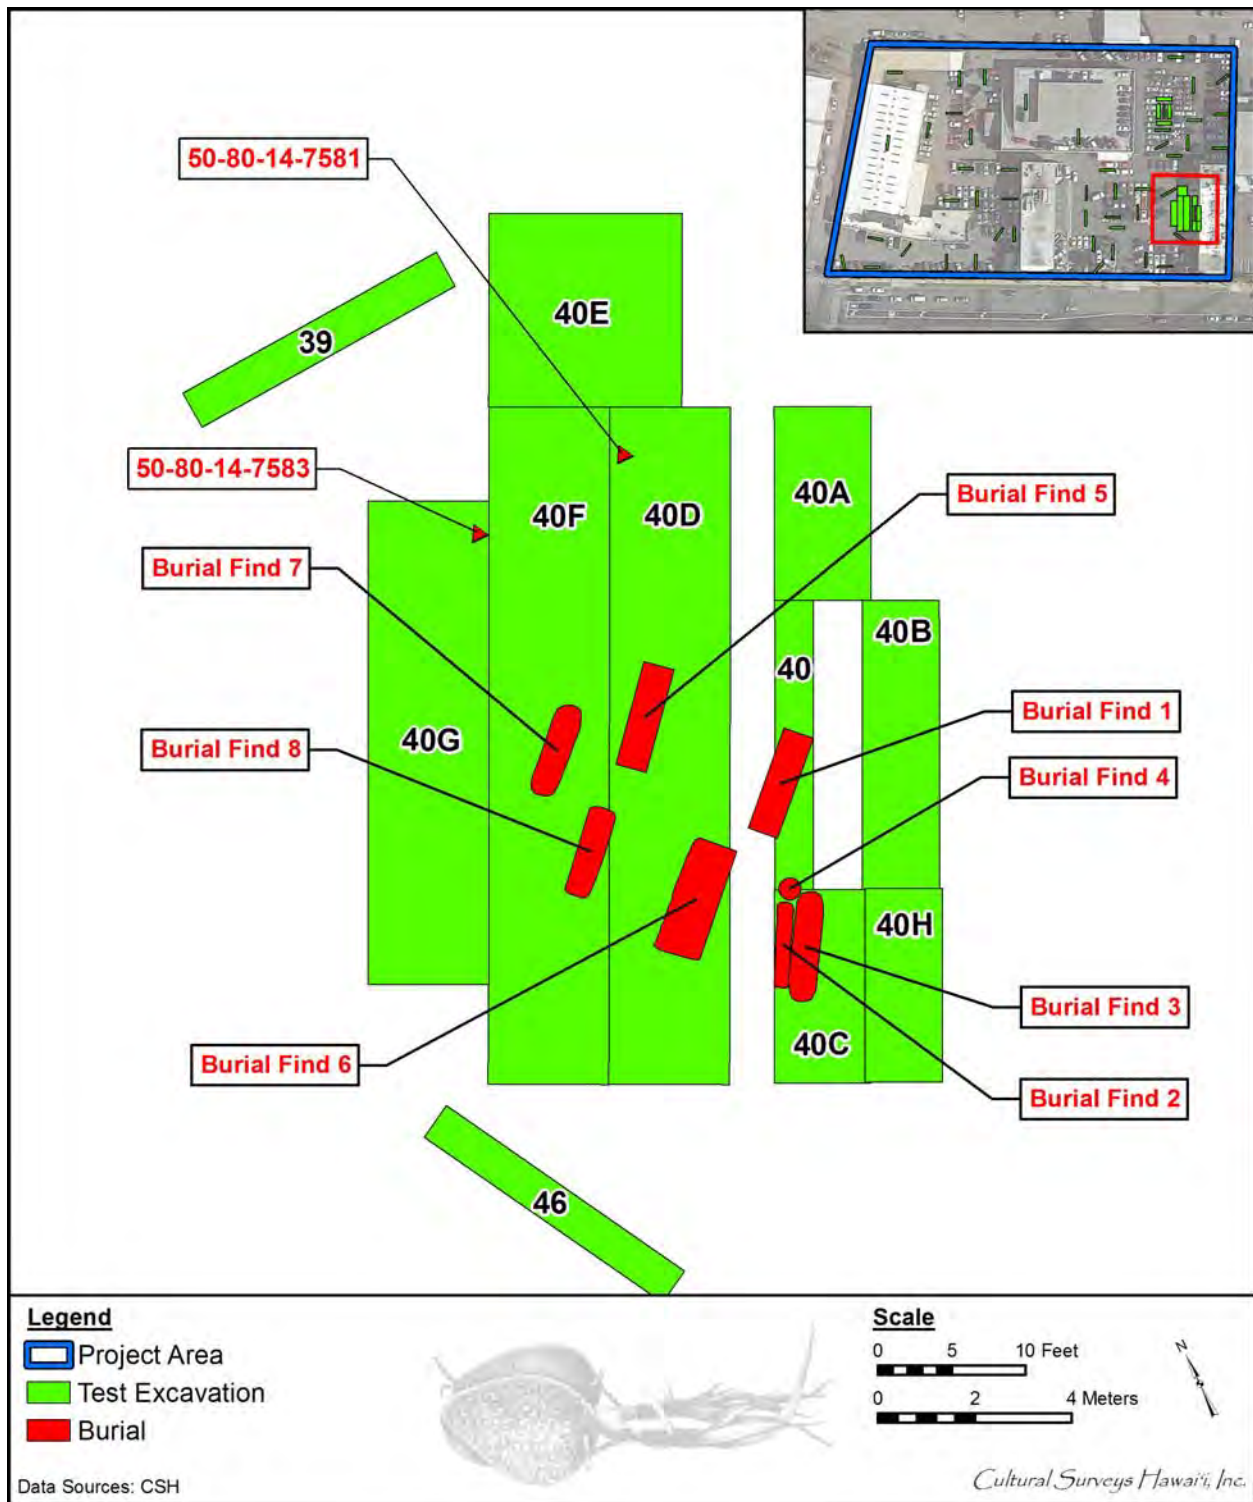 50-80-14-7581
40E
39
50-80-14-7583
40F
40D
40A
Burial Find 5
Burial Find 7
40B
40
Burial Find 1
Burial Find 8
40G
Burial Find 4
40H
Burial Find 3
40C
Burial Find 6
Burial Find 2
46
Legend
Project Area
Test Excavation
Burial
Data Sources: CSH
Scale
0 5 10 Feet
0 2 4 Meters
N
Cultural Surveys Hawai'i, Inc.